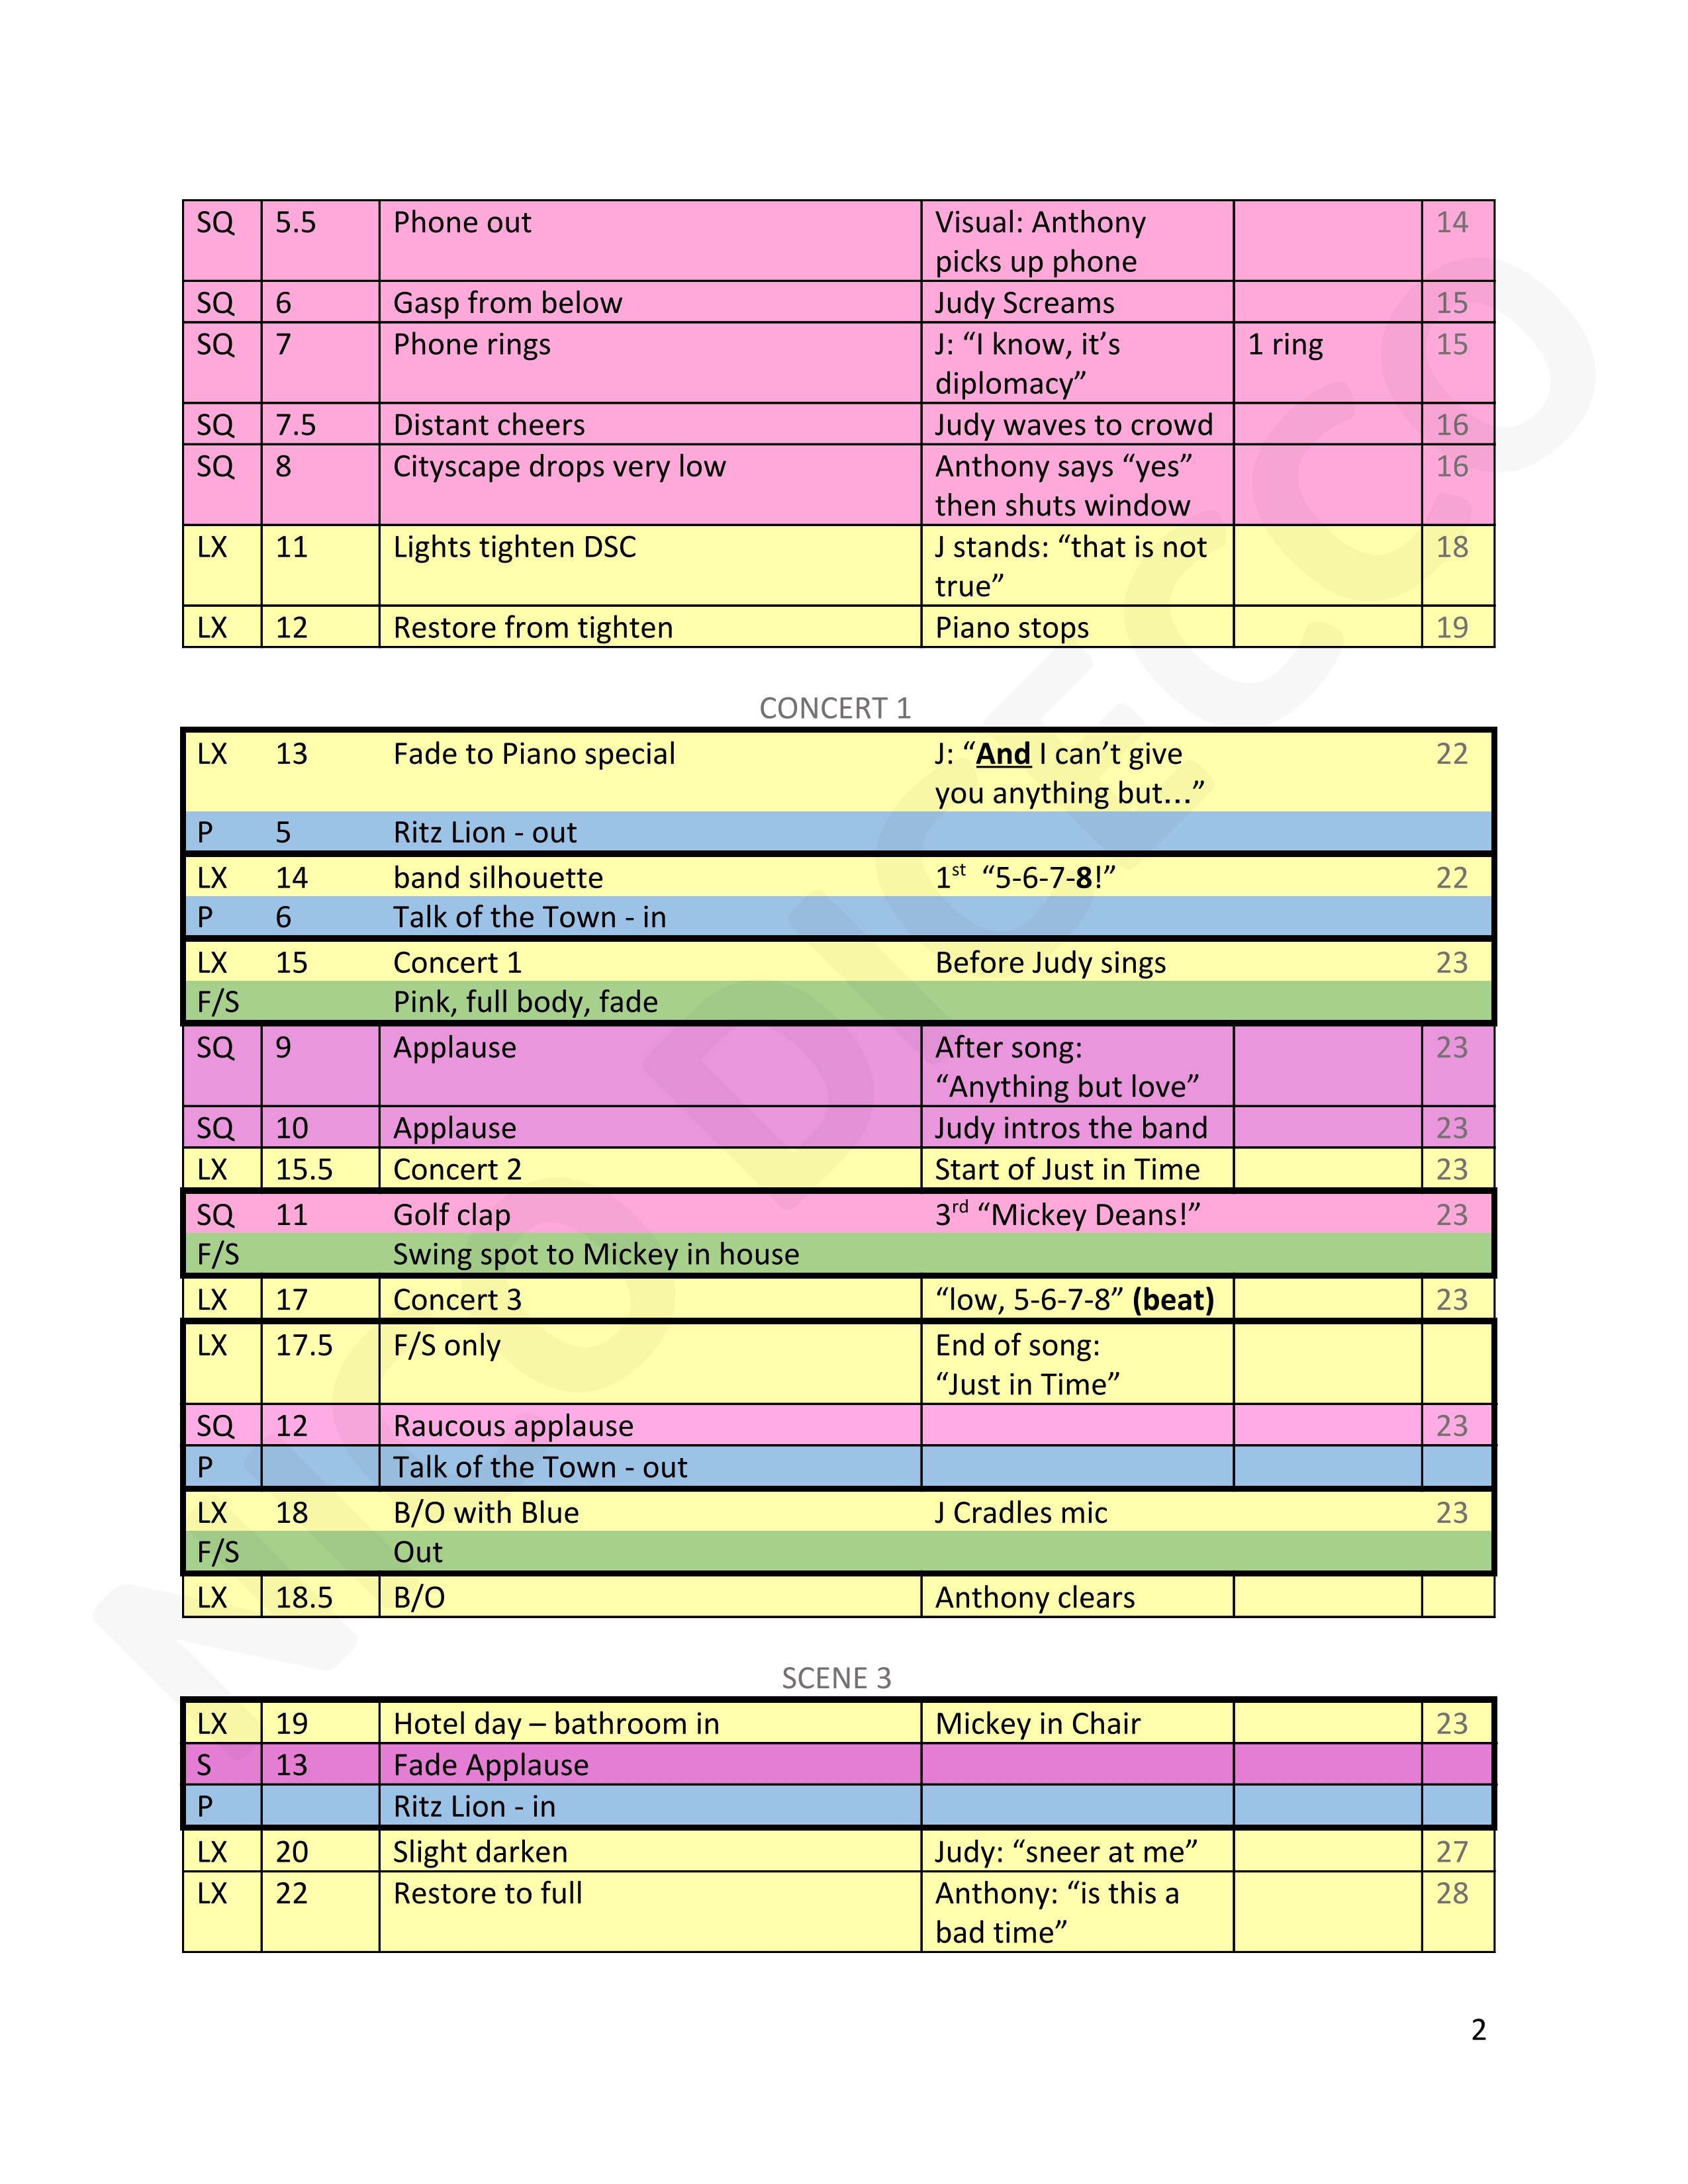 SQ 5.5 Phone out Visual: Anthony 14
picks up phone
SQ 6 Gasp from below Judy Screams 15
SQ 7 Phone rings J: “I know, it’s 1 ring 15
diplomacy”
SQ 7.5 Distant cheers Judy waves to crowd 16
SQ 8 Cityscape drops very low Anthony says “yes” 16
then shuts window
LX 11 Lights tighten DSC J stands: “that is not 18
true”
LX 12 Restore from tighten Piano stops 19
CONCERT 1
LX 13 Fade to Piano special J: “And I can’t give 22
you anything but…”
P 5 Ritz Lion - out
LX 14 band silhouette 1st “5-6-7-8!” 22
P 6 Talk of the Town - in
LX 15 Concert 1 Before Judy sings 23
F/S Pink, full body, fade
SQ 9 Applause After song: 23
“Anything but love”
SQ 10 Applause Judy intros the band 23
LX 15.5 Concert 2 Start of Just in Time 23
SQ 11 Golf clap 3rd “Mickey Deans!” 23
F/S Swing spot to Mickey in house
LX 17 Concert 3 “low, 5-6-7-8” (beat) 23
LX 17.5 F/S only End of song:
“Just in Time”
SQ 12 Raucous applause 23
P Talk of the Town - out
LX 18 B/O with Blue J Cradles mic 23
F/S Out
LX 18.5 B/O Anthony clears
SCENE 3
LX 19 Hotel day – bathroom in Mickey in Chair 23
S 13 Fade Applause
P Ritz Lion - in
LX 20 Slight darken Judy: “sneer at me” 27
LX 22 Restore to full Anthony: “is this a 28
bad time”
2
NICO DICECCO